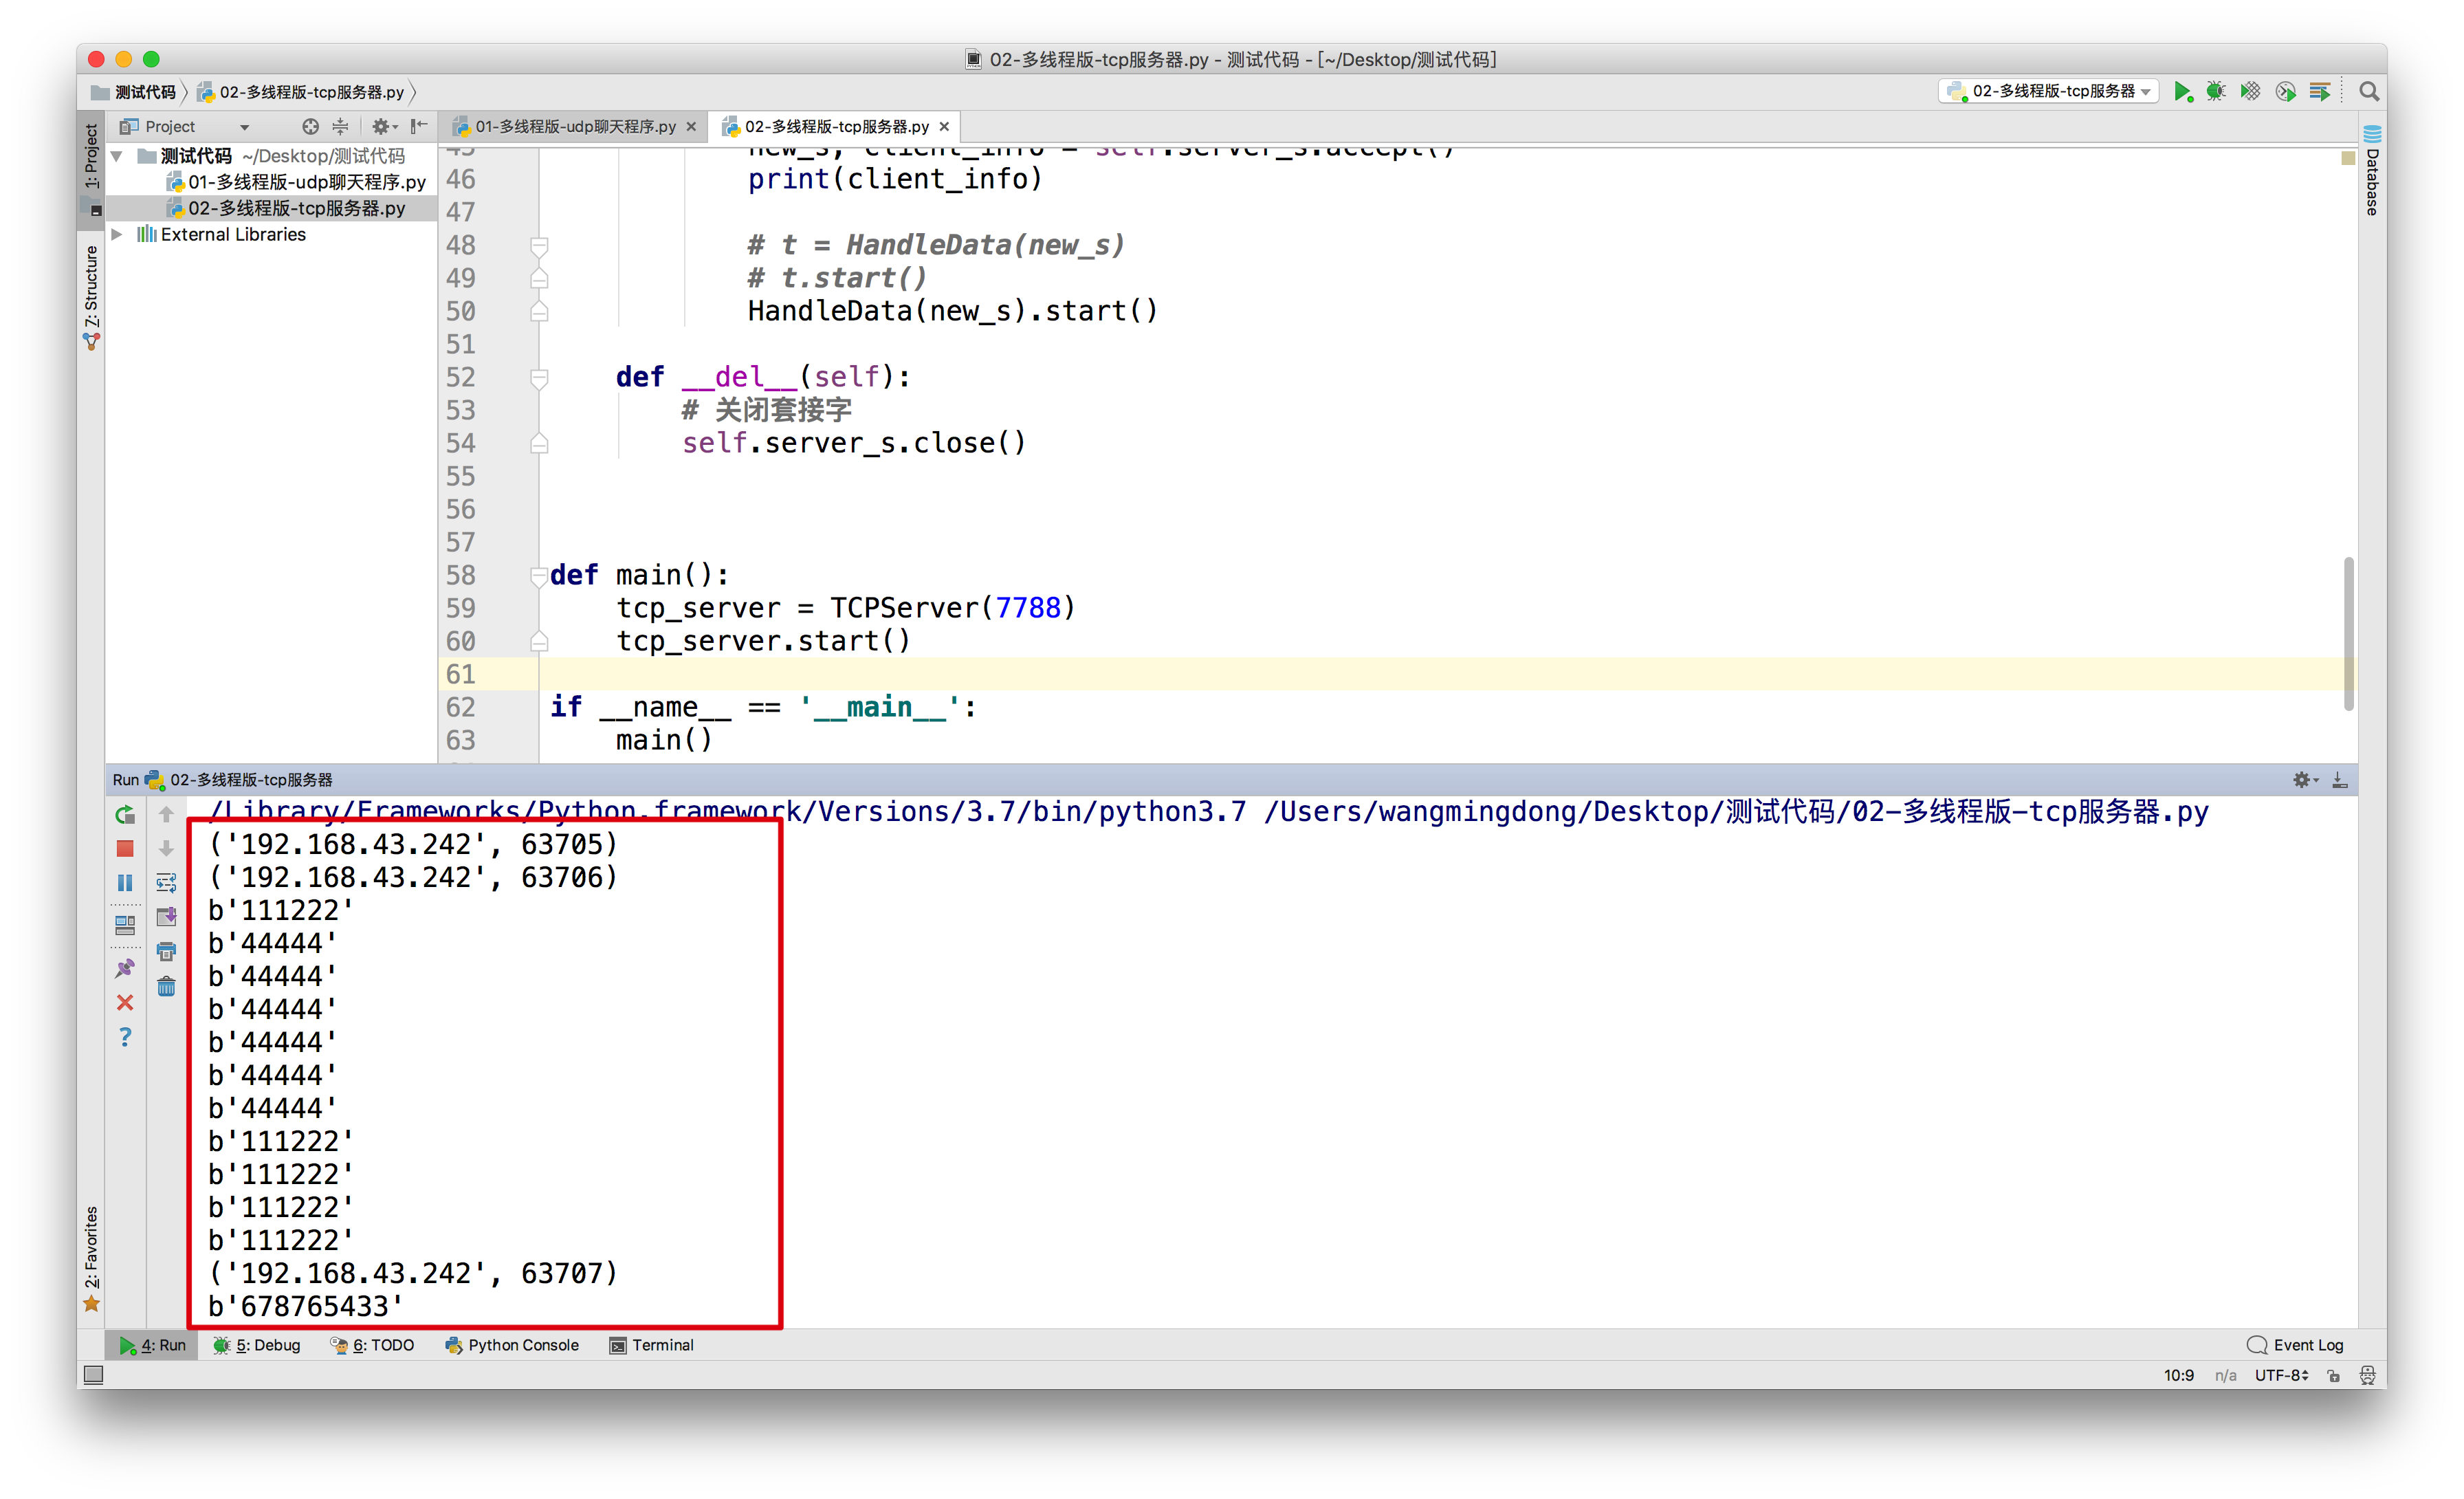 02-多线程版-tcp服务器.py - 测试代码 - [~/Desktop/测试代码]
测试代码 02-多线程版-tcp服务器.py
02-多线程版-tcp服务器
Project
01-多线程版-udp聊天程序.py
02-多线程版-tcp服务器.py
1: Project
7: Structure
2: Favorites
Database
测试代码 ~/Desktop/测试代码
01-多线程版-udp聊天程序.py
02-多线程版-tcp服务器.py
External Libraries
45 new_s, client_info = self.server_s.accept()
46 print(client_info)
47
48 # t = HandleData(new_s)
49 # t.start()
50 HandleData(new_s).start()
51
52 def __del__(self):
53 # 关闭套接字
54 self.server_s.close()
55
56
57
58 def main():
59 tcp_server = TCPServer(7788)
60 tcp_server.start()
61
62 if __name__ == '__main__':
63 main()
Run 02-多线程版-tcp服务器
/Library/Frameworks/Python.framework/Versions/3.7/bin/python3.7 /Users/wangmingdong/Desktop/测试代码/02-多线程版-tcp服务器.py
('192.168.43.242', 63705)
('192.168.43.242', 63706)
b'111222'
b'44444'
b'44444'
b'44444'
b'44444'
b'44444'
b'44444'
b'111222'
b'111222'
b'111222'
b'111222'
('192.168.43.242', 63707)
b'678765433'
4: Run 5: Debug 6: TODO Python Console Terminal Event Log
10:9 n/a UTF-8